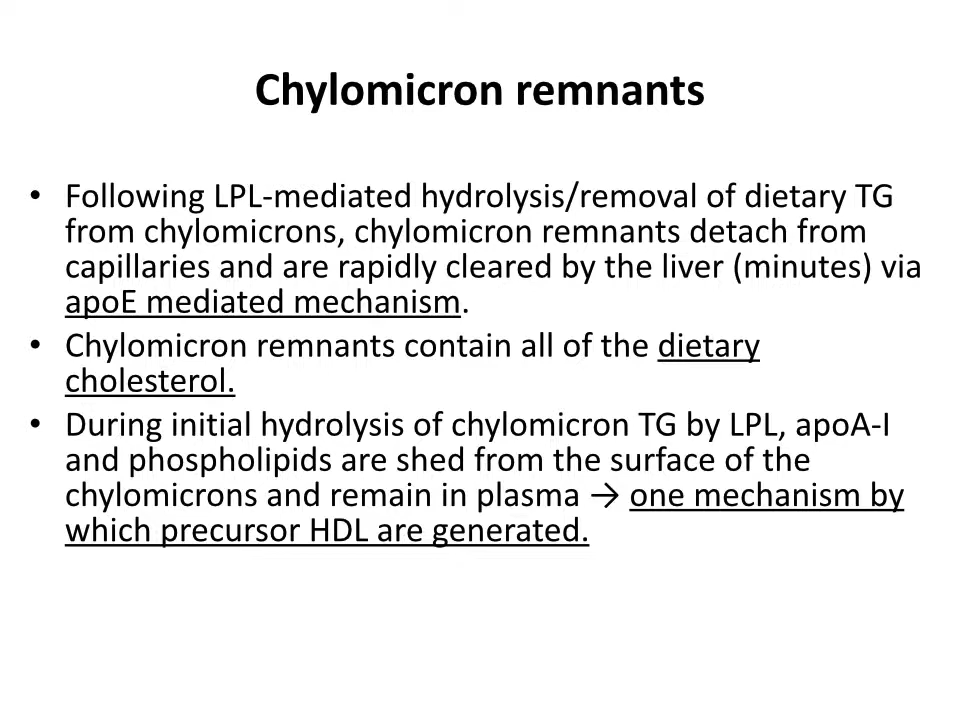 Chylomicron remnants
• Following LPL-mediated hydrolysis/removal of dietary TG
from chylomicrons, chylomicron remnants detach from
capillaries and are rapidly cleared by the liver (minutes) via
apoE mediated mechanism.
• Chylomicron remnants contain all of the dietary
cholesterol.
• During initial hydrolysis of chylomicron TG by LPL, apoA-I
and phospholipids are shed from the surface of the
chylomicrons and remain in plasma → one mechanism by
which precursor HDL are generated.